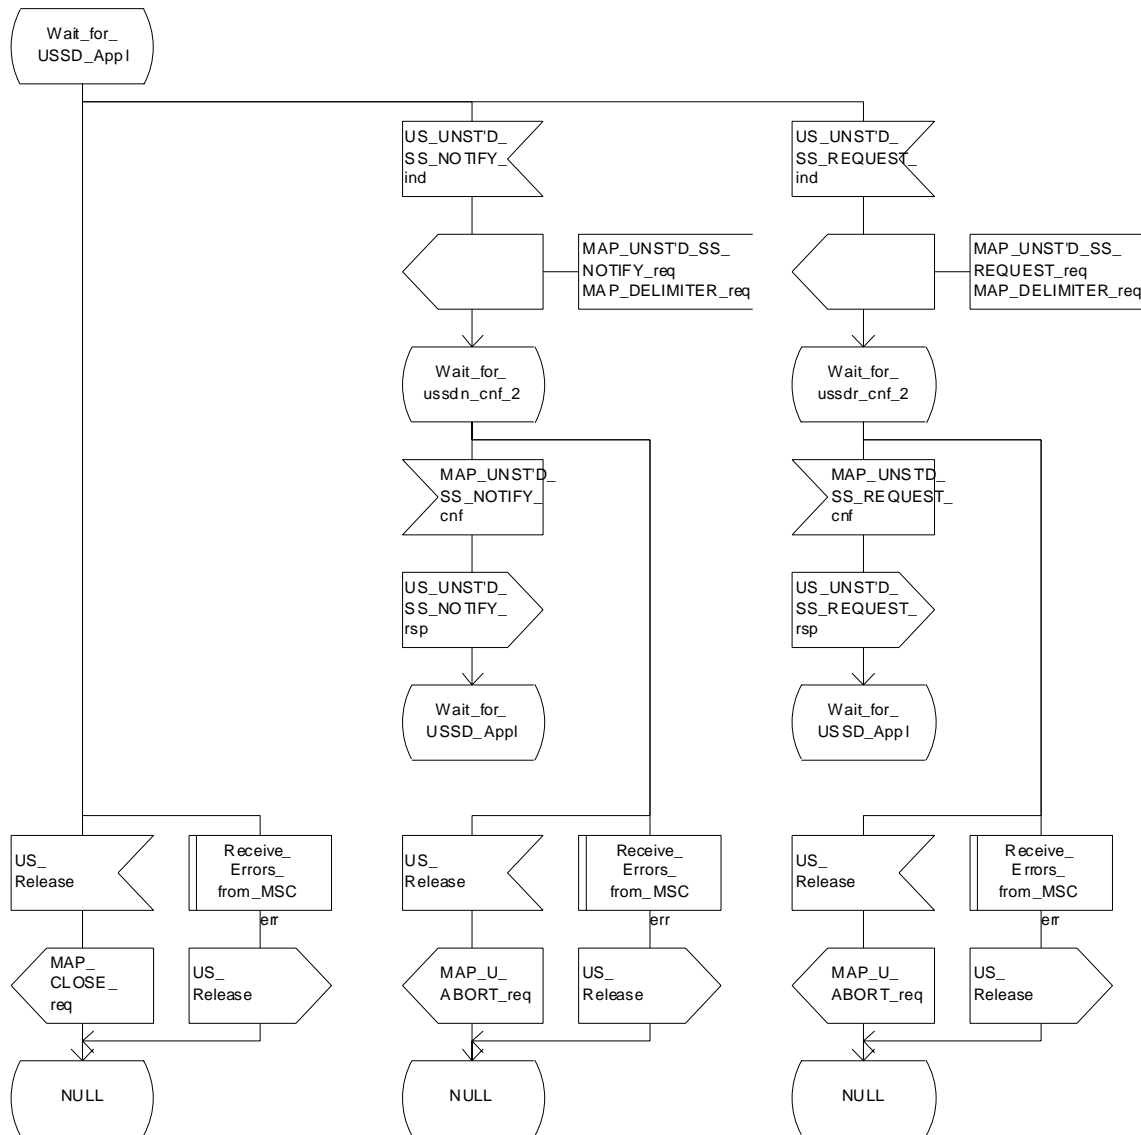 Wait_for_
USSD_Appl
US_UNST'D_
SS_NOTIFY_
ind
US_UNST'D_
SS_REQUEST_
ind
MAP_UNST'D_SS_
NOTIFY_req
MAP_DELIMITER_req
MAP_UNST'D_SS_
REQUEST_req
MAP_DELIMITER_req
Wait_for_
ussdn_cnf_2
Wait_for_
ussdr_cnf_2
MAP_UNST'D_
SS_NOTIFY_
cnf
MAP_UNST'D_
SS_REQUEST_
cnf
US_UNST'D_
SS_NOTIFY_
rsp
US_UNST'D_
SS_REQUEST_
rsp
Wait_for_
USSD_Appl
Wait_for_
USSD_Appl
US_
Release
Receive_
Errors_
from_MSC
err
US_
Release
Receive_
Errors_
from_MSC
err
US_
Release
Receive_
Errors_
from_MSC
err
MAP_
CLOSE_
req
US_
Release
MAP_U_
ABORT_req
US_
Release
MAP_U_
ABORT_req
US_
Release
NULL
NULL
NULL